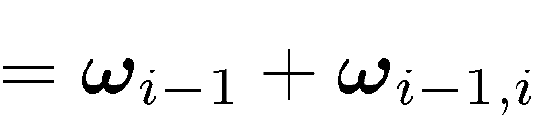 = ω_{i−1} + ω_{i−1,i}